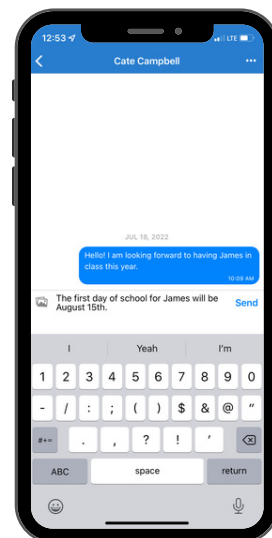 12:53 LTE
Cate Campbell
JUL 18, 2022
Hello! I am looking forward to having James in
class this year.
10:09 AM
The first day of school for James will be
August 15th.
Send
I Yeah I'm
1 2 3 4 5 6 7 8 9 0
- / : ; ( ) $ & @ "
#+= . , ? ! '
ABC space return